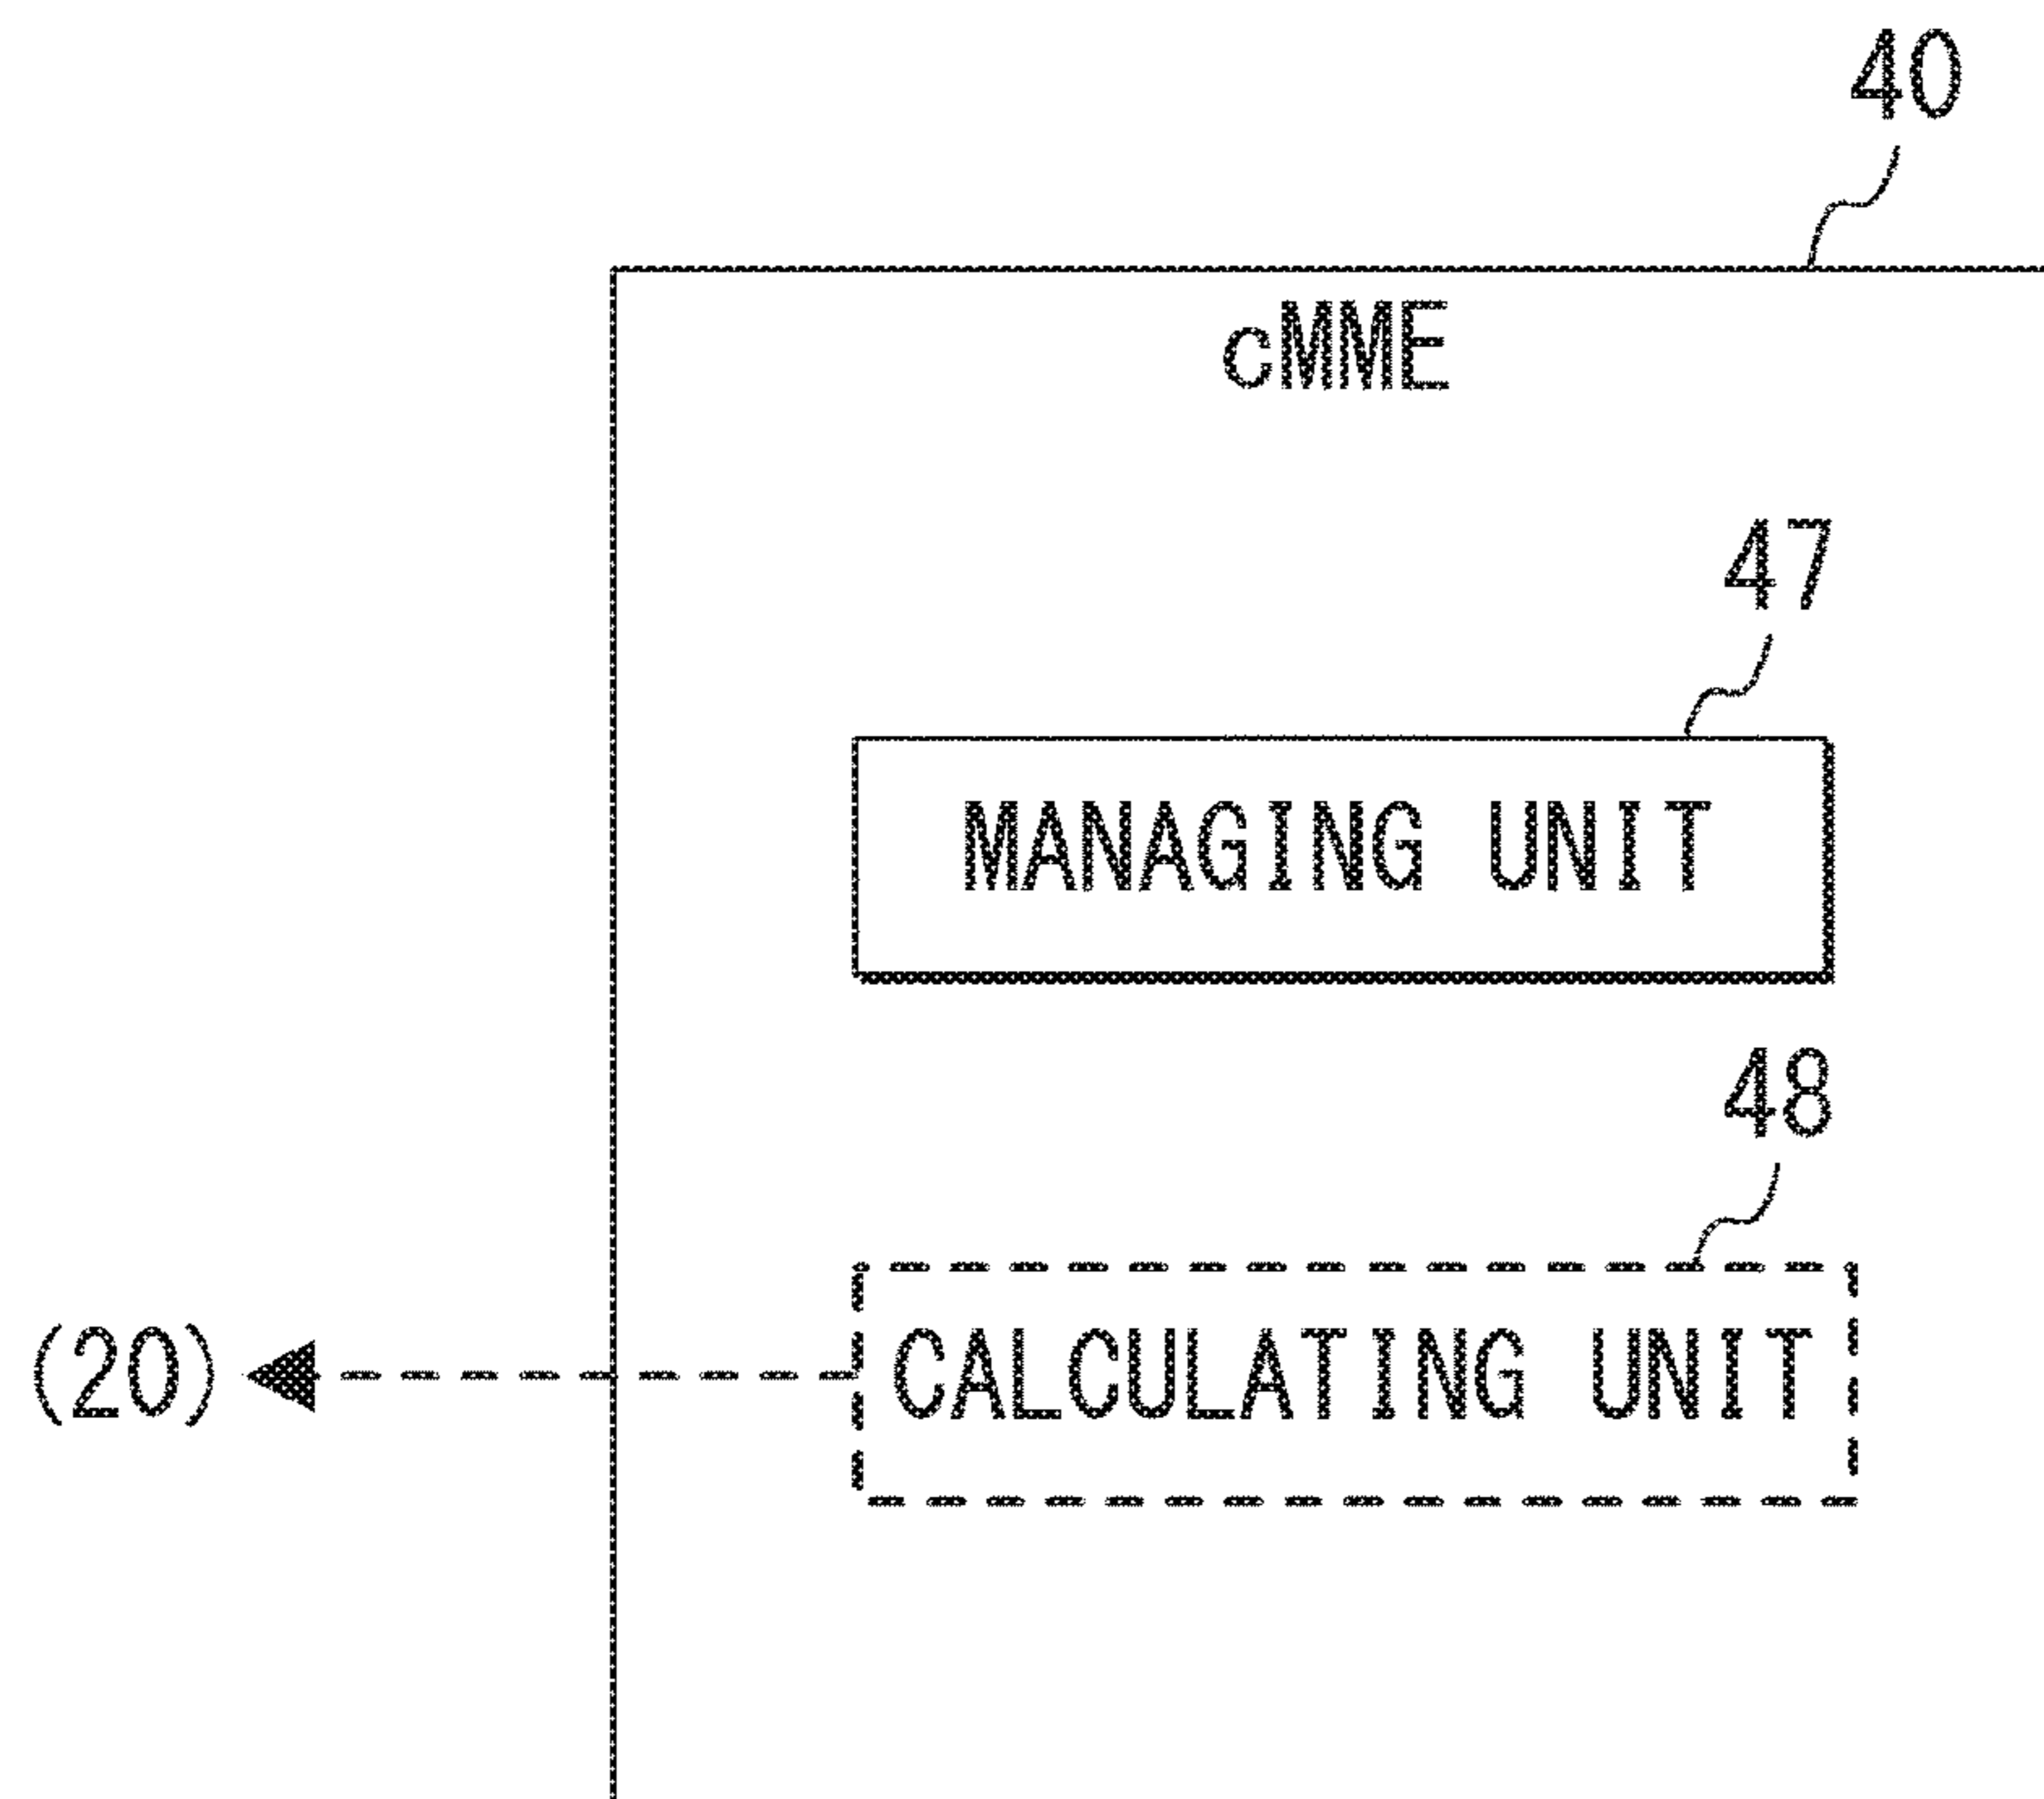 40
cMME
47
MANAGING UNIT
48
(20)
CALCULATING UNIT